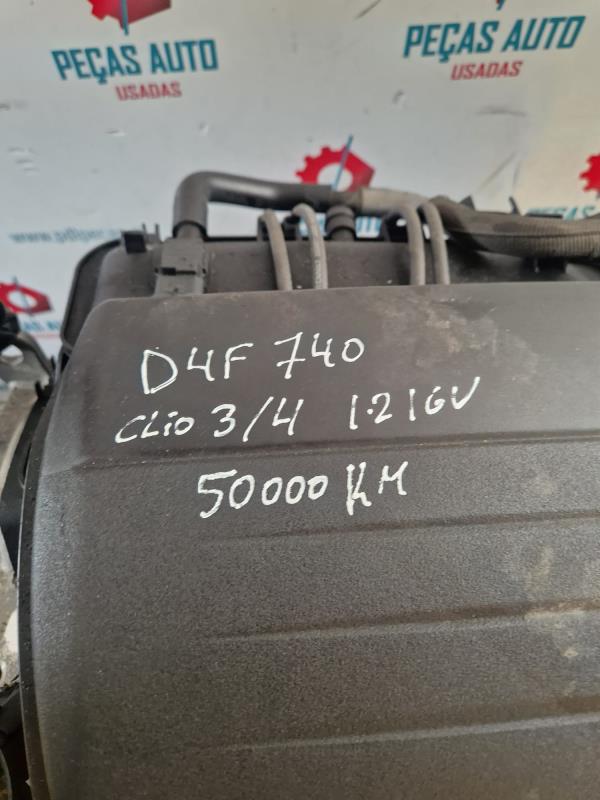 PEÇAS AUTO
USADAS
PEÇAS AUTO
USADAS
D4F 740
CLio 3/4 1.2 16V
50000 KM